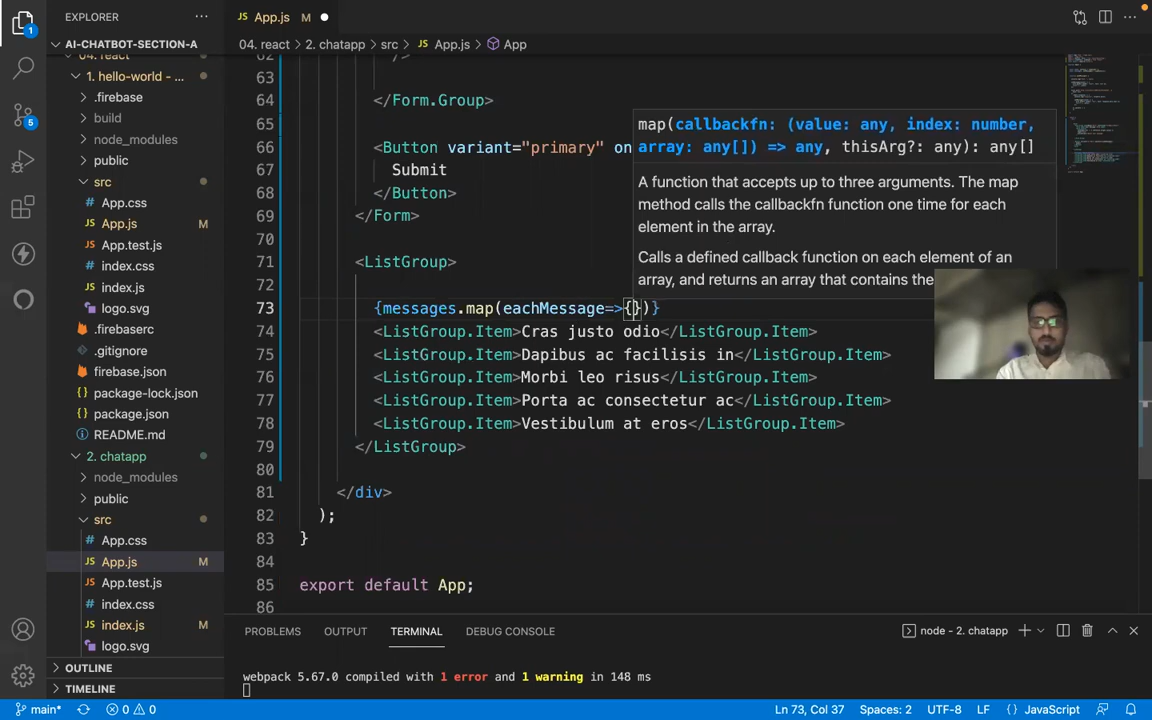 EXPLORER
App.js M
AI-CHATBOT-SECTION-A
04. react > 2. chatapp > src > JS App.js > App
04. react
1. hello-world - ...
.firebase
build
node_modules
public
src
App.css
JS App.js M
JS App.test.js
index.css
JS index.js
logo.svg
.firebaserc
.gitignore
firebase.json
package-lock.json
package.json
README.md
2. chatapp
node_modules
public
src
App.css
JS App.js M
JS App.test.js
index.css
JS index.js M
logo.svg
OUTLINE
TIMELINE
1
5
62 />
63
64 </Form.Group>
65
66 <Button variant="primary" on
67 Submit
68 </Button>
69 </Form>
70
71 <ListGroup>
72
73 {messages.map(eachMessage=>{})}
74 <ListGroup.Item>Cras justo odio</ListGroup.Item>
75 <ListGroup.Item>Dapibus ac facilisis in</ListGroup.Item>
76 <ListGroup.Item>Morbi leo risus</ListGroup.Item>
77 <ListGroup.Item>Porta ac consectetur ac</ListGroup.Item>
78 <ListGroup.Item>Vestibulum at eros</ListGroup.Item>
79 </ListGroup>
80
81 </div>
82 );
83 }
84
85 export default App;
86
map(callbackfn: (value: any, index: number,
array: any[]) => any, thisArg?: any): any[]
A function that accepts up to three arguments. The map
method calls the callbackfn function one time for each
element in the array.
Calls a defined callback function on each element of an
array, and returns an array that contains the
PROBLEMS OUTPUT TERMINAL DEBUG CONSOLE
node - 2. chatapp
webpack 5.67.0 compiled with 1 error and 1 warning in 148 ms
main* 0 0 Ln 73, Col 37 Spaces: 2 UTF-8 LF {} JavaScript